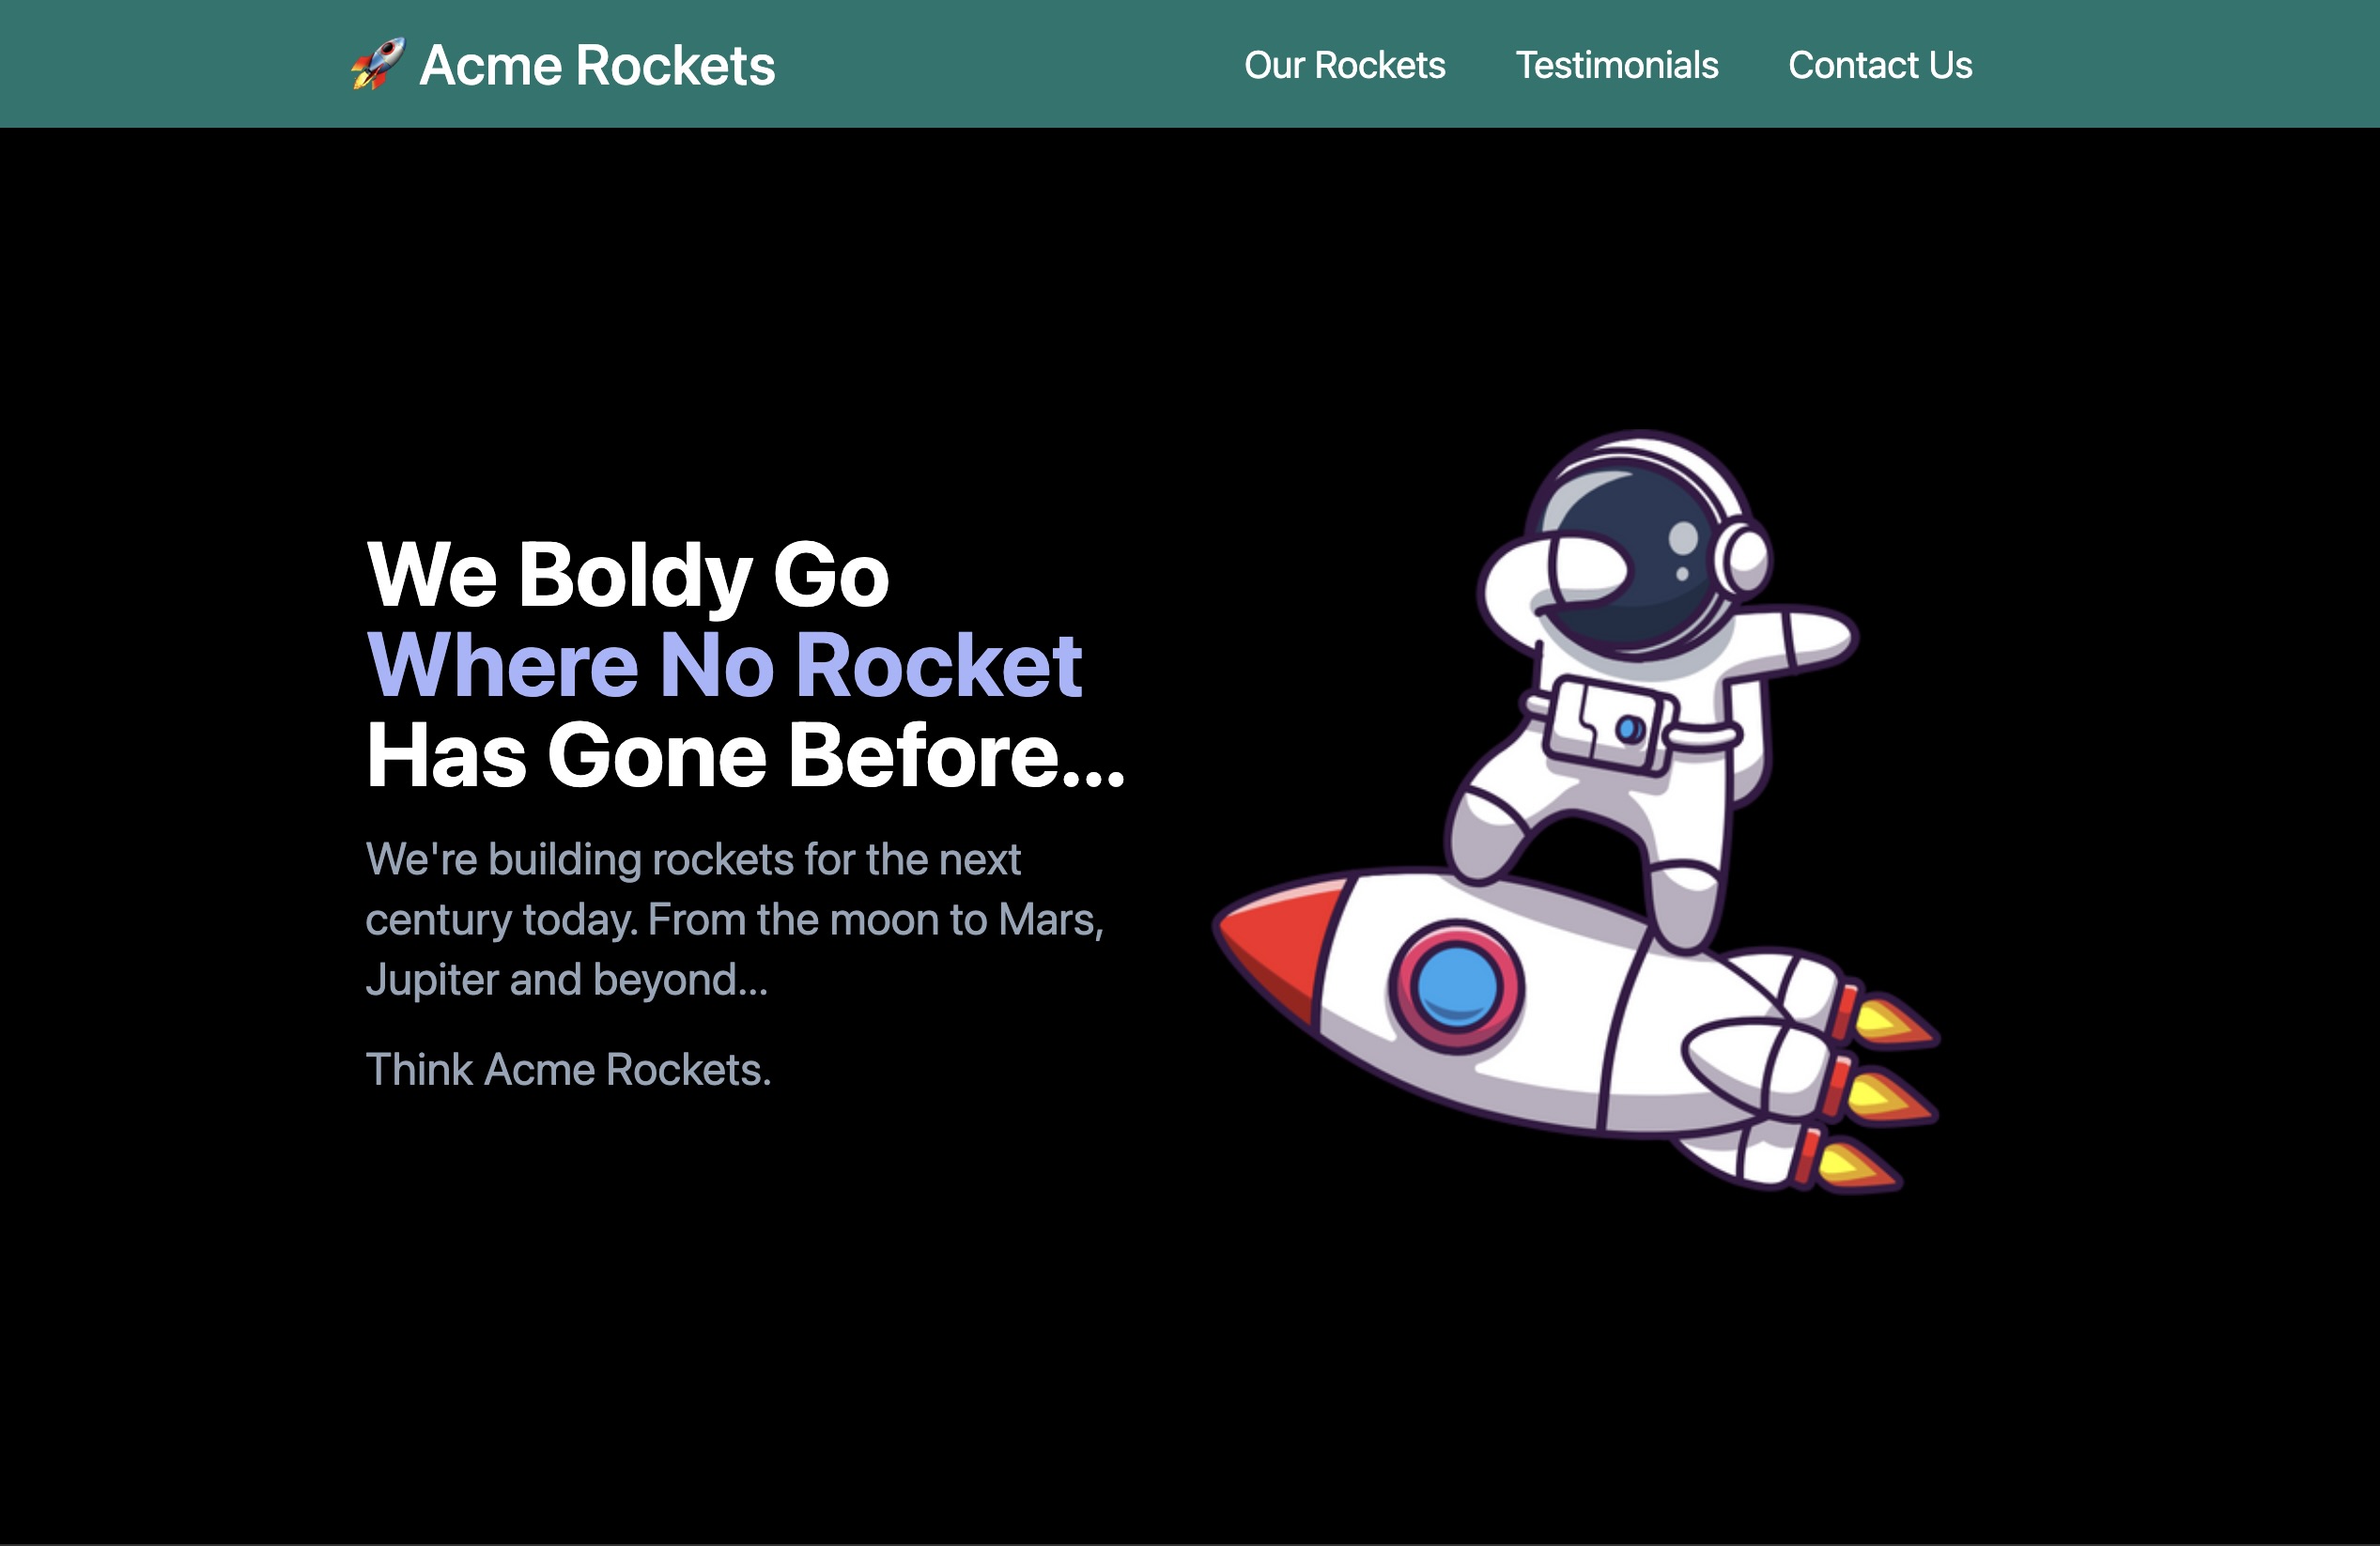 🚀 Acme Rockets
Our Rockets
Testimonials
Contact Us
We Boldy Go
Where No Rocket
Has Gone Before...
We're building rockets for the next
century today. From the moon to Mars,
Jupiter and beyond...
Think Acme Rockets.